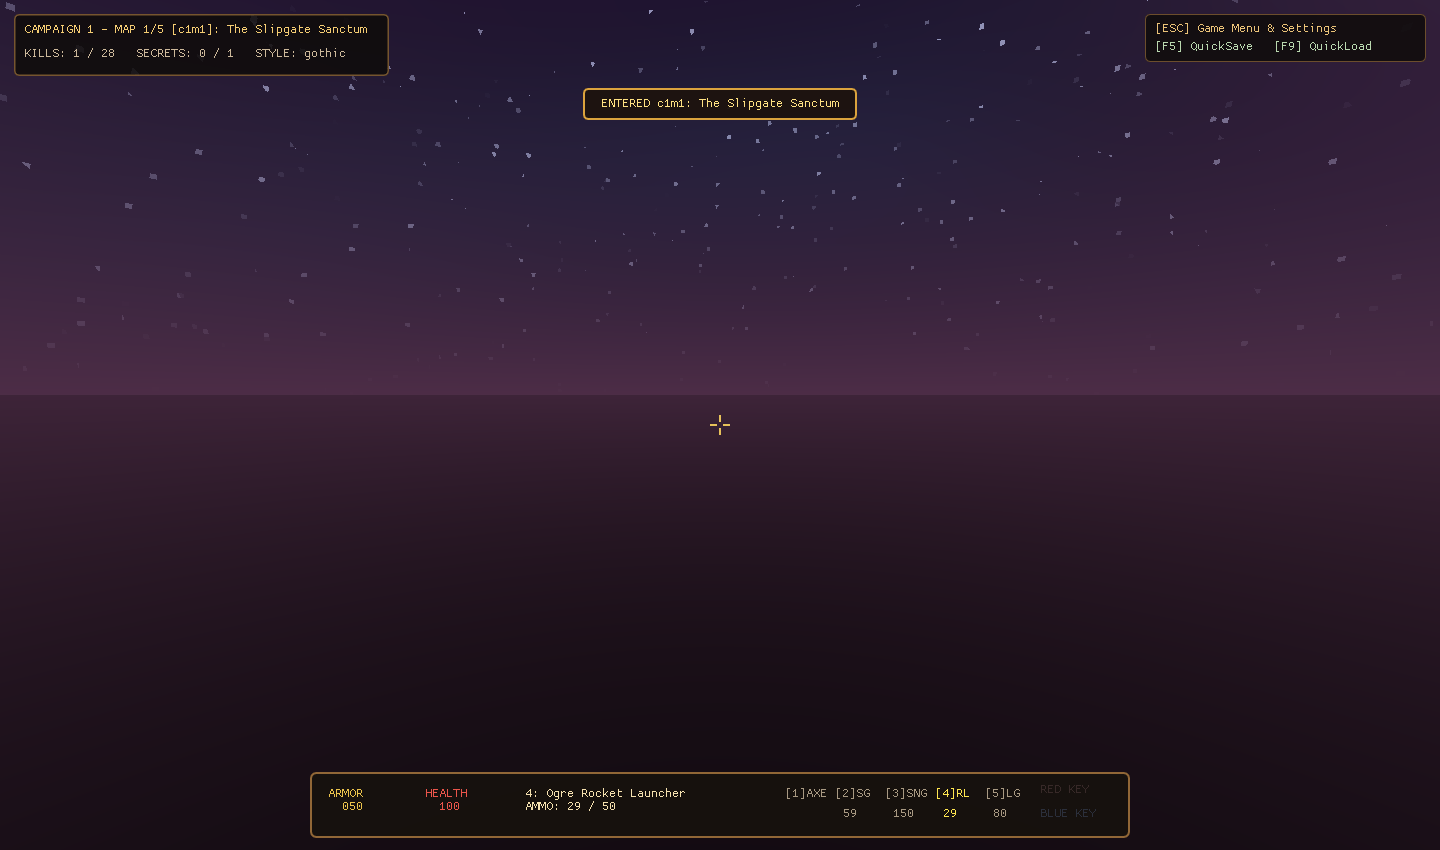 CAMPAIGN 1 - MAP 1/5 [c1m1]: The Slipgate Sanctum
KILLS: 1 / 28 SECRETS: 0 / 1 STYLE: gothic
[ESC] Game Menu & Settings
[F5] QuickSave [F9] QuickLoad
ENTERED c1m1: The Slipgate Sanctum
ARMOR HEALTH 4: Ogre Rocket Launcher [1]AXE [2]SG [3]SNG [4]RL [5]LG RED KEY
050 100 AMMO: 29 / 50 59 150 29 80 BLUE KEY